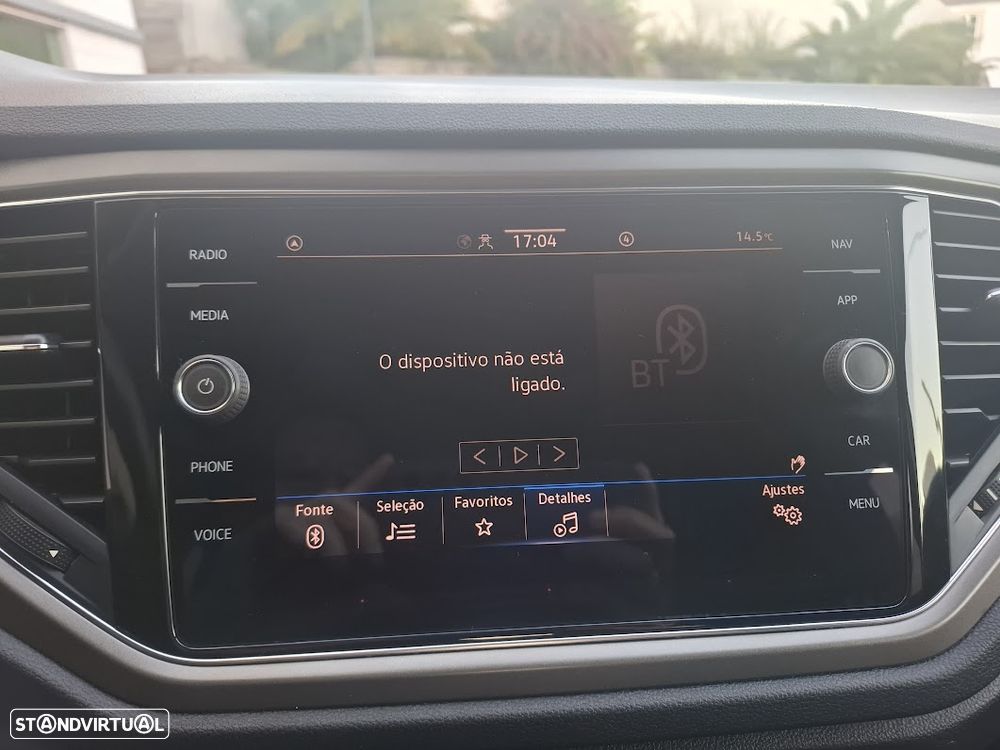 RADIO
MEDIA
PHONE
VOICE
17:04
4
14.5°C
O dispositivo não está
ligado.
BT
Fonte
Seleção
Favoritos
Detalhes
Ajustes
NAV
APP
CAR
MENU
STANDVIRTUAL